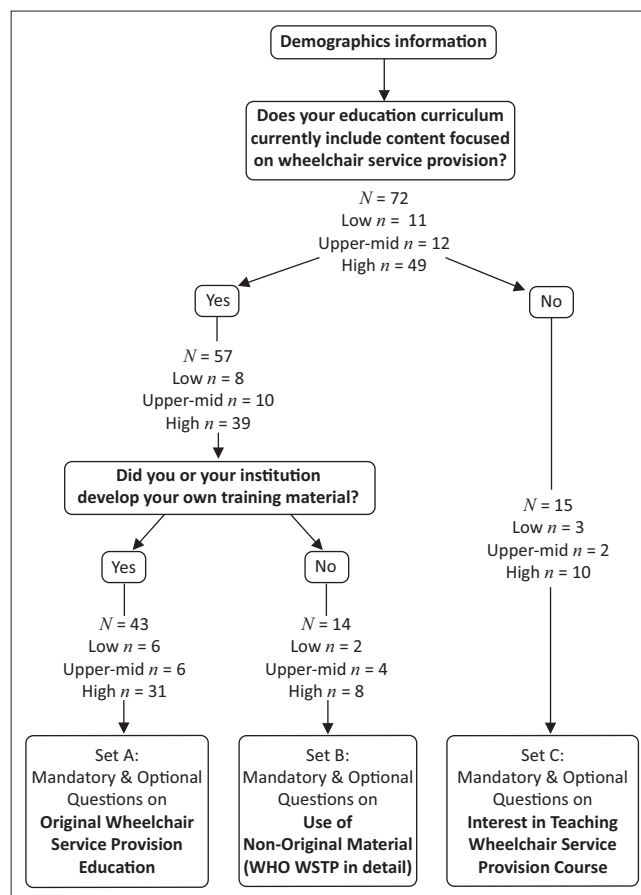 Demographics information
Does your education curriculum
currently include content focused
on wheelchair service provision?
N = 72
Low n = 11
Upper-mid n = 12
High n = 49
Yes
No
N = 57
Low n = 8
Upper-mid n = 10
High n = 39
Did you or your institution
develop your own training material?
N = 15
Low n = 3
Upper-mid n = 2
High n = 10
Yes
No
N = 43
Low n = 6
Upper-mid n = 6
High n = 31
N = 14
Low n = 2
Upper-mid n = 4
High n = 8
Set A:
Mandatory & Optional
Questions on
Original Wheelchair
Service Provision
Education
Set B:
Mandatory & Optional
Questions on
Use of
Non-Original Material
(WHO WSTP in detail)
Set C:
Mandatory & Optional
Questions on
Interest in Teaching
Wheelchair Service
Provision Course